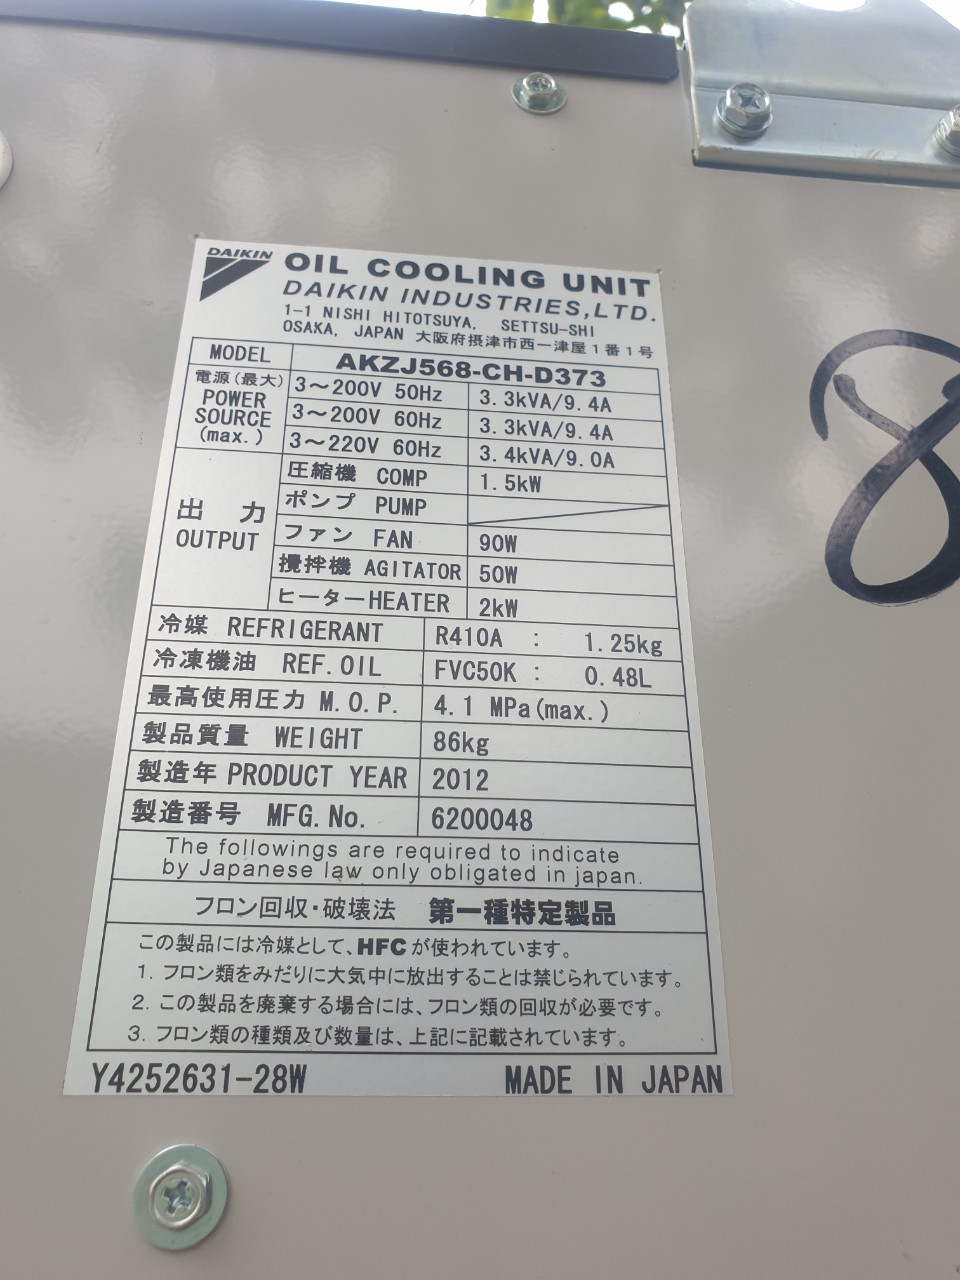 DAIKIN
OIL COOLING UNIT
DAIKIN INDUSTRIES,LTD.
1-1 NISHI HITOTSUYA, SETTSU-SHI
OSAKA, JAPAN 大阪府摂津市西一津屋1番1号
MODEL AKZJ568-CH-D373
電源(最大) POWER SOURCE (max.)
3〜200V 50Hz 3.3kVA/9.4A
3〜200V 60Hz 3.3kVA/9.4A
3〜220V 60Hz 3.4kVA/9.0A
出力 OUTPUT
圧縮機 COMP 1.5kW
ポンプ PUMP
ファン FAN 90W
攪拌機 AGITATOR 50W
ヒーター HEATER 2kW
冷媒 REFRIGERANT R410A : 1.25kg
冷凍機油 REF.OIL FVC50K : 0.48L
最高使用圧力 M.O.P. 4.1 MPa(max.)
製品質量 WEIGHT 86kg
製造年 PRODUCT YEAR 2012
製造番号 MFG.No. 6200048
The followings are required to indicate
by Japanese law only obligated in japan.
フロン回収・破壊法 第一種特定製品
この製品には冷媒として、HFCが使われています。
1. フロン類をみだりに大気中に放出することは禁じられています。
2. この製品を廃棄する場合には、フロン類の回収が必要です。
3. フロン類の種類及び数量は、上記に記載されています。
Y4252631-28W MADE IN JAPAN
8